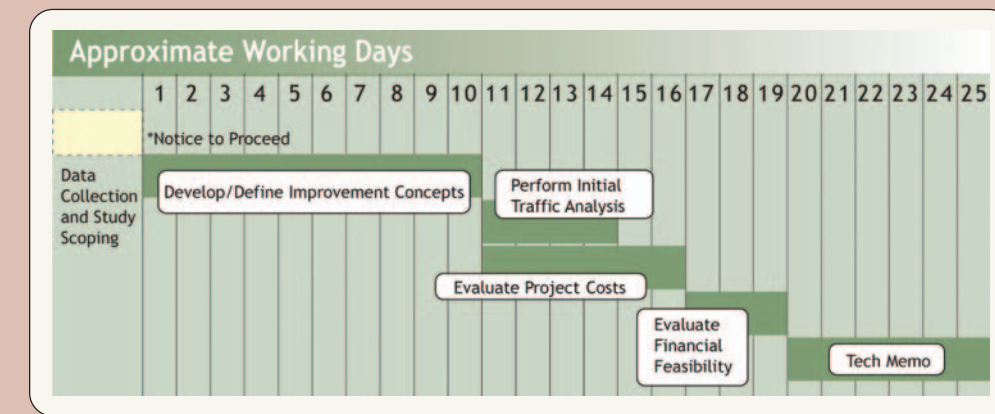 Approximate Working Days
1 2 3 4 5 6 7 8 9 10 11 12 13 14 15 16 17 18 19 20 21 22 23 24 25
*Notice to Proceed
Data
Collection
and Study
Scoping
Develop/Define Improvement Concepts
Perform Initial
Traffic Analysis
Evaluate Project Costs
Evaluate
Financial
Feasibility
Tech Memo